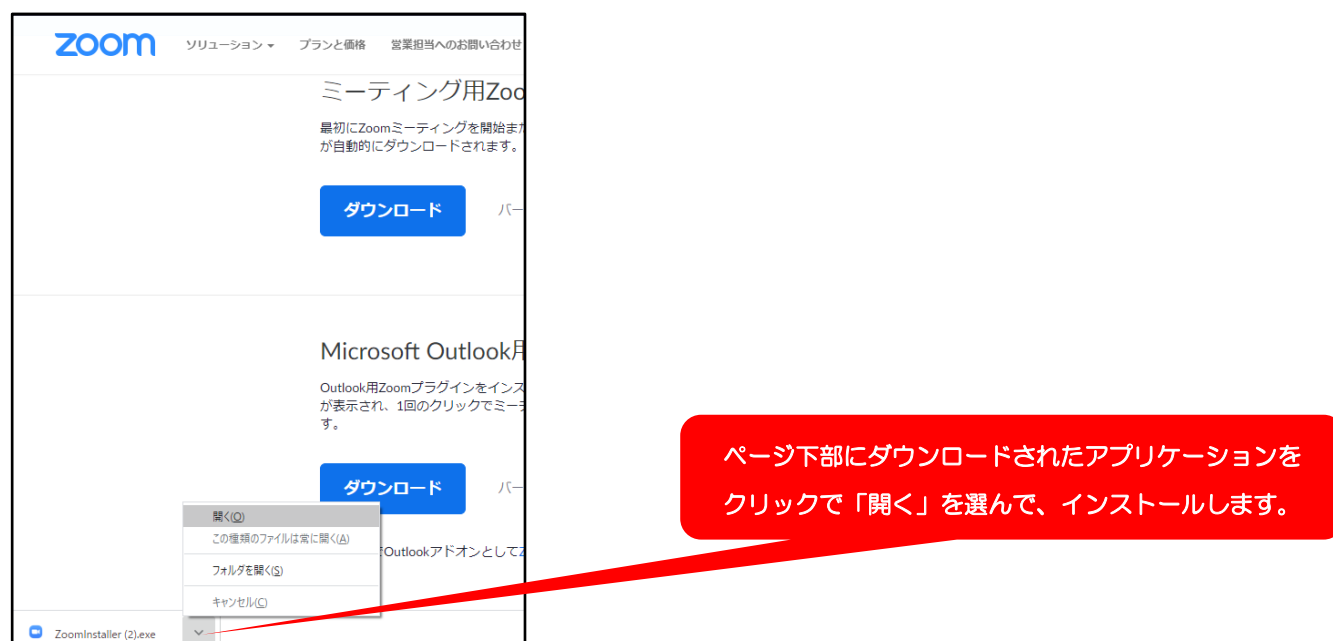 zoom ソリューション プランと価格 営業担当へのお問い合わせ
ミーティング用Zoo
最初にZoomミーティングを開始また
が自動的にダウンロードされます。
ダウンロード バー
Microsoft Outlook用
Outlook用Zoomプラグインをインス
が表示され、1回のクリックでミーテ
す。
ダウンロード バー
開く(O)
この種類のファイルは常に開く(A)
でOutlookアドオンとしてZ
フォルダを開く(S)
キャンセル(C)
ZoomInstaller (2).exe
ページ下部にダウンロードされたアプリケーションを
クリックで「開く」を選んで、インストールします。